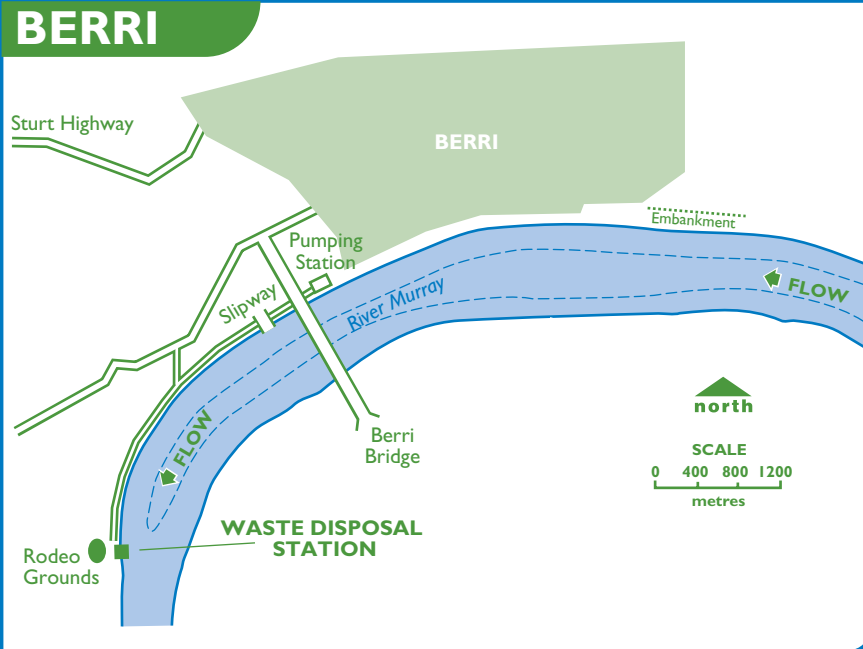 BERRI
Sturt Highway
BERRI
Embankment
Pumping
Station
Slipway
River Murray
FLOW
north
SCALE
0 400 800 1200
metres
FLOW
Berri
Bridge
WASTE DISPOSAL
STATION
Rodeo
Grounds